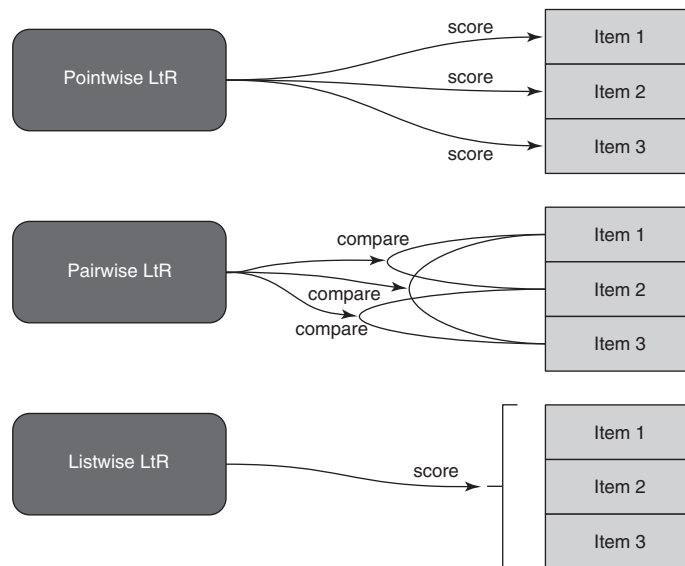 score
Item 1
Pointwise LtR
score
Item 2
score
Item 3
compare
Item 1
Pairwise LtR
compare
Item 2
compare
Item 3
Item 1
Listwise LtR
score
Item 2
Item 3